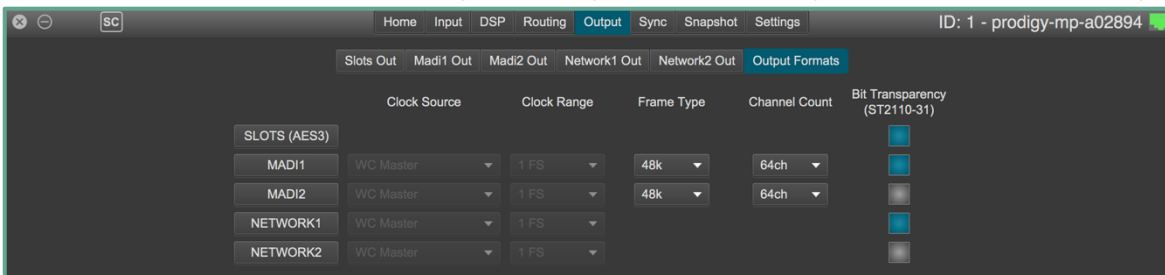 SC Home Input DSP Routing Output Sync Snapshot Settings ID: 1 - prodigy-mp-a02894
Slots Out Madi1 Out Madi2 Out Network1 Out Network2 Out Output Formats
Clock Source Clock Range Frame Type Channel Count Bit Transparency
(ST2110-31)
SLOTS (AES3)
MADI1 WC Master 1 FS 48k 64ch
MADI2 WC Master 1 FS 48k 64ch
NETWORK1 WC Master 1 FS
NETWORK2 WC Master 1 FS